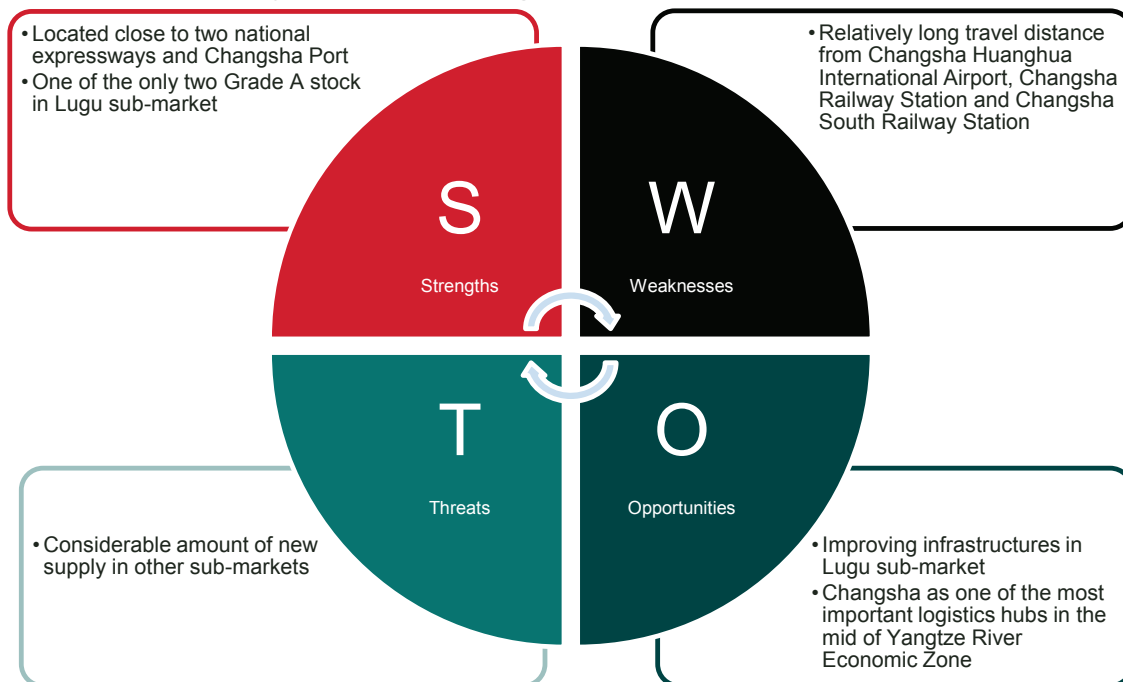 • Located close to two national
expressways and Changsha Port
• One of the only two Grade A stock
in Lugu sub-market
• Relatively long travel distance
from Changsha Huanghua
International Airport, Changsha
Railway Station and Changsha
South Railway Station
S
Strengths
W
Weaknesses
T
Threats
O
Opportunities
• Considerable amount of new
supply in other sub-markets
• Improving infrastructures in
Lugu sub-market
• Changsha as one of the most
important logistics hubs in the
mid of Yangtze River
Economic Zone